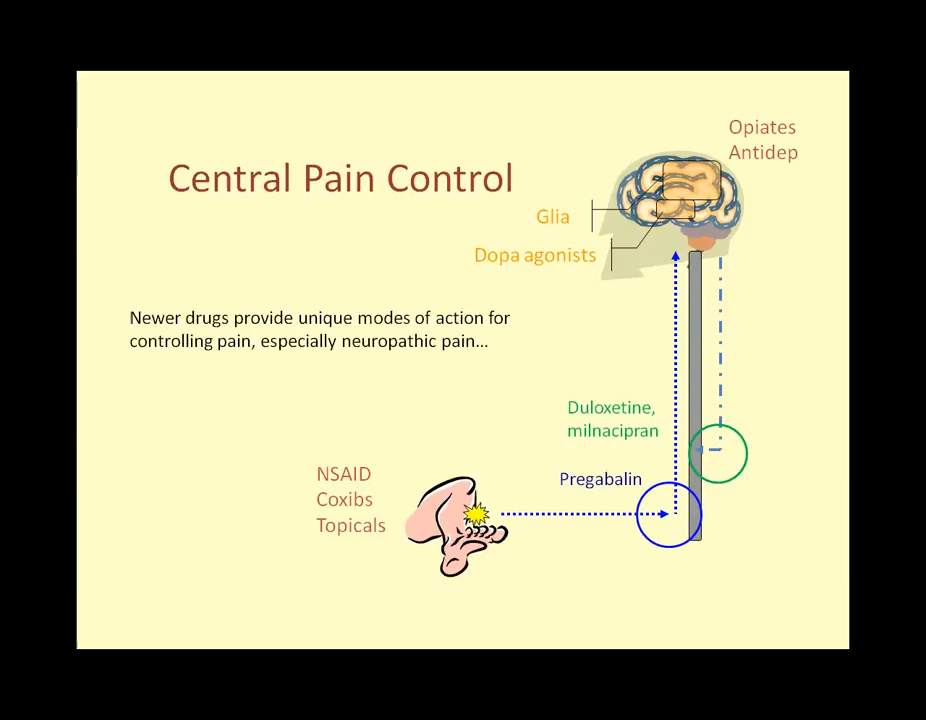 Opiates
Antidep
Central Pain Control
Glia
Dopa agonists
Newer drugs provide unique modes of action for
controlling pain, especially neuropathic pain...
Duloxetine,
milnacipran
NSAID
Coxibs
Topicals
Pregabalin